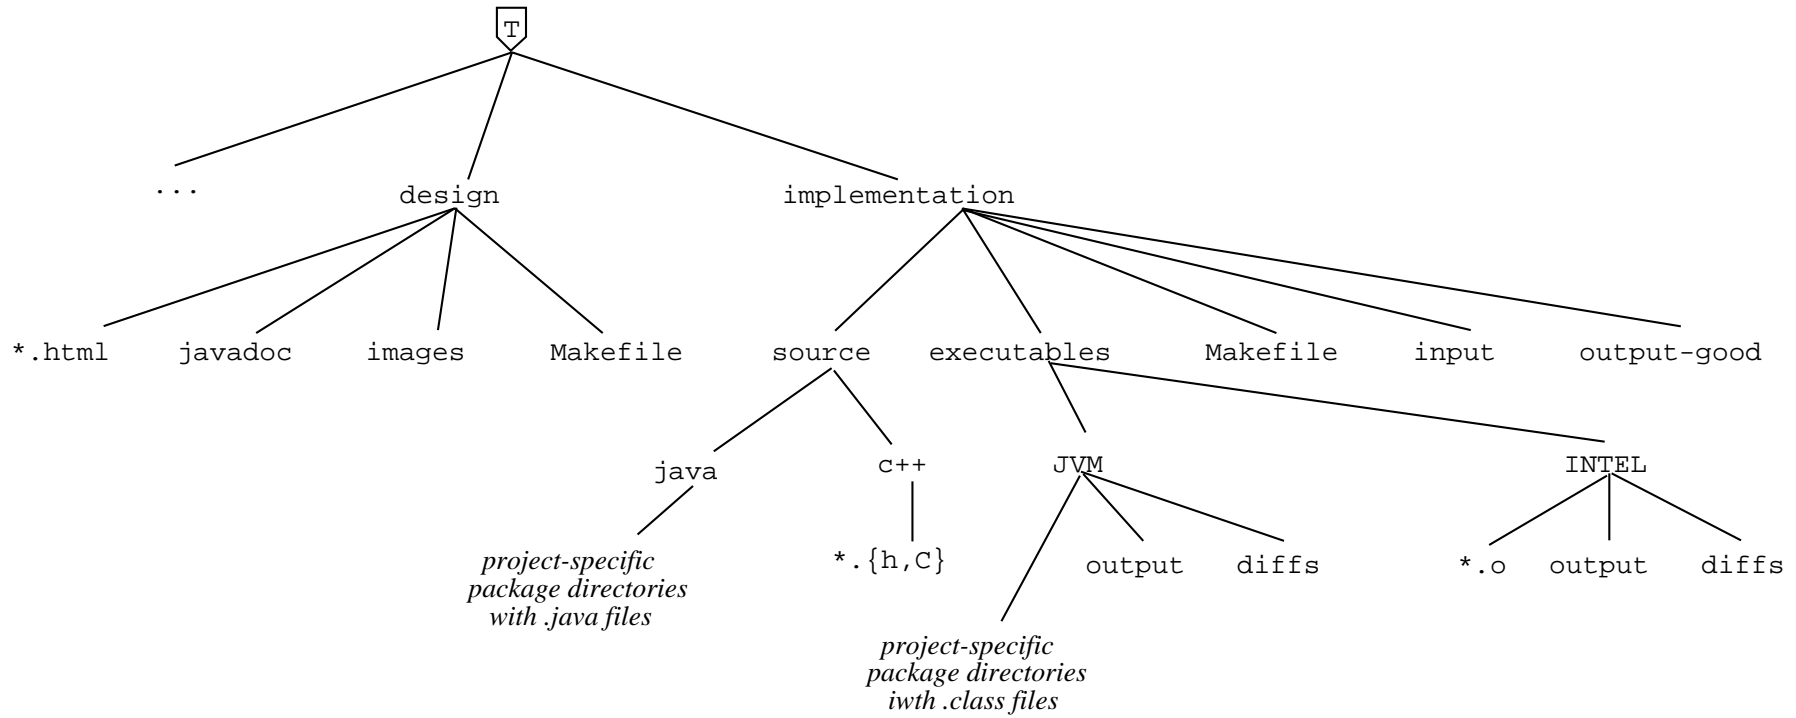 T
...
design
implementation
*.html
javadoc
images
Makefile
source
executables
Makefile
input
output-good
java
c++
JVM
INTEL
project-specific
package directories
with .java files
*.{h,C}
output
diffs
*.o
output
diffs
project-specific
package directories
iwth .class files